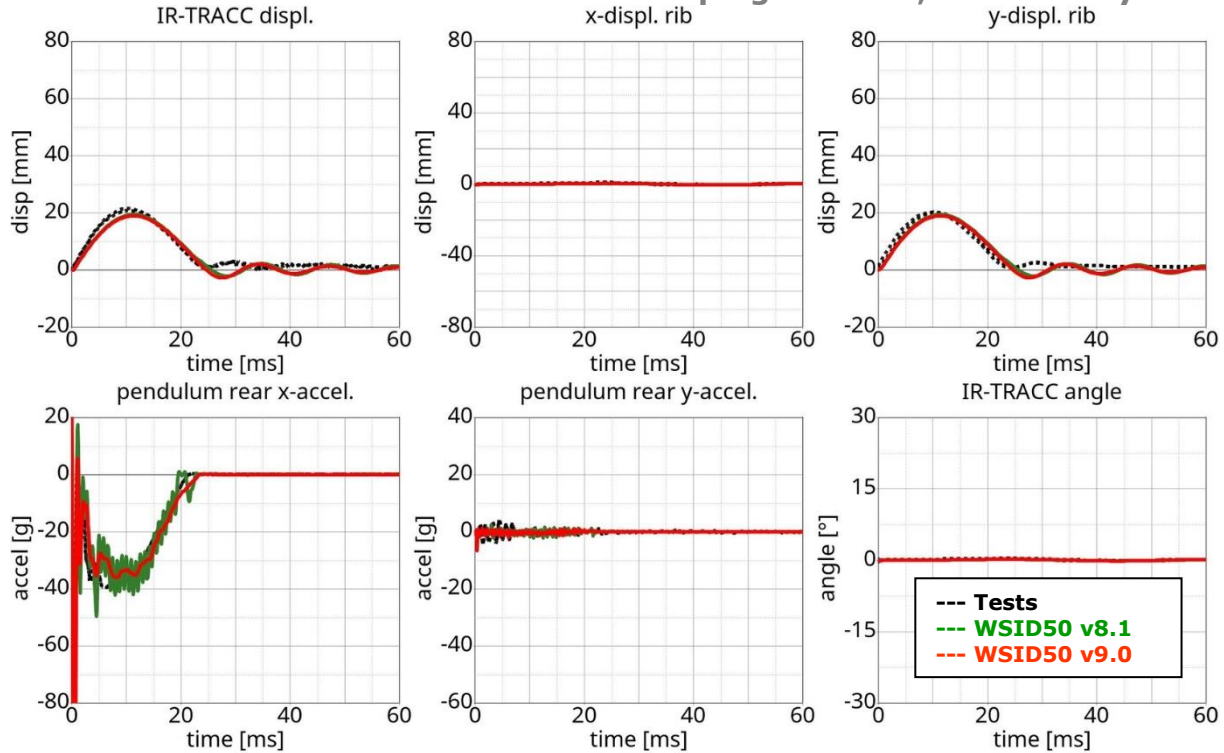 IR-TRACC displ.
x-displ. rib
y-displ. rib
80
60
40
20
0
-20
disp [mm]
0
20
40
60
time [ms]
80
40
0
-40
-80
disp [mm]
0
20
40
60
time [ms]
80
60
40
20
0
-20
disp [mm]
0
20
40
60
time [ms]
pendulum rear x-accel.
pendulum rear y-accel.
IR-TRACC angle
20
0
-20
-40
-60
-80
accel [g]
0
20
40
60
time [ms]
40
20
0
-20
-40
-60
accel [g]
0
20
40
60
time [ms]
30
15
0
-15
-30
angle [°]
0
20
40
60
time [ms]
--- Tests
--- WSID50 v8.1
--- WSID50 v9.0